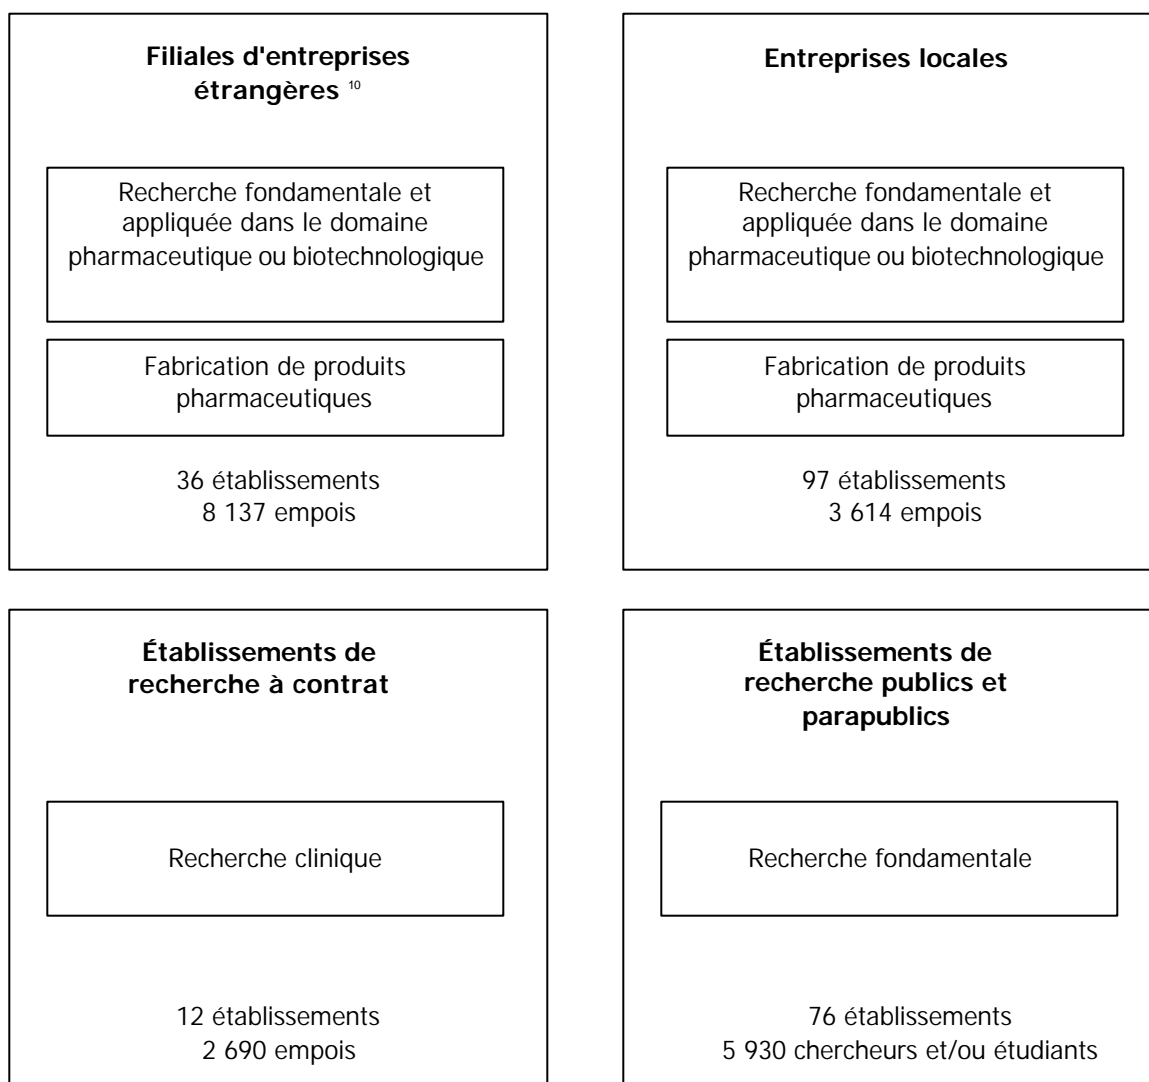 Filiales d'entreprises
étrangères 10
Recherche fondamentale et
appliquée dans le domaine
pharmaceutique ou biotechnologique
Fabrication de produits
pharmaceutiques
36 établissements
8 137 empois
Entreprises locales
Recherche fondamentale et
appliquée dans le domaine
pharmaceutique ou biotechnologique
Fabrication de produits
pharmaceutiques
97 établissements
3 614 empois
Établissements de
recherche à contrat
Recherche clinique
12 établissements
2 690 empois
Établissements de
recherche publics et
parapublics
Recherche fondamentale
76 établissements
5 930 chercheurs et/ou étudiants